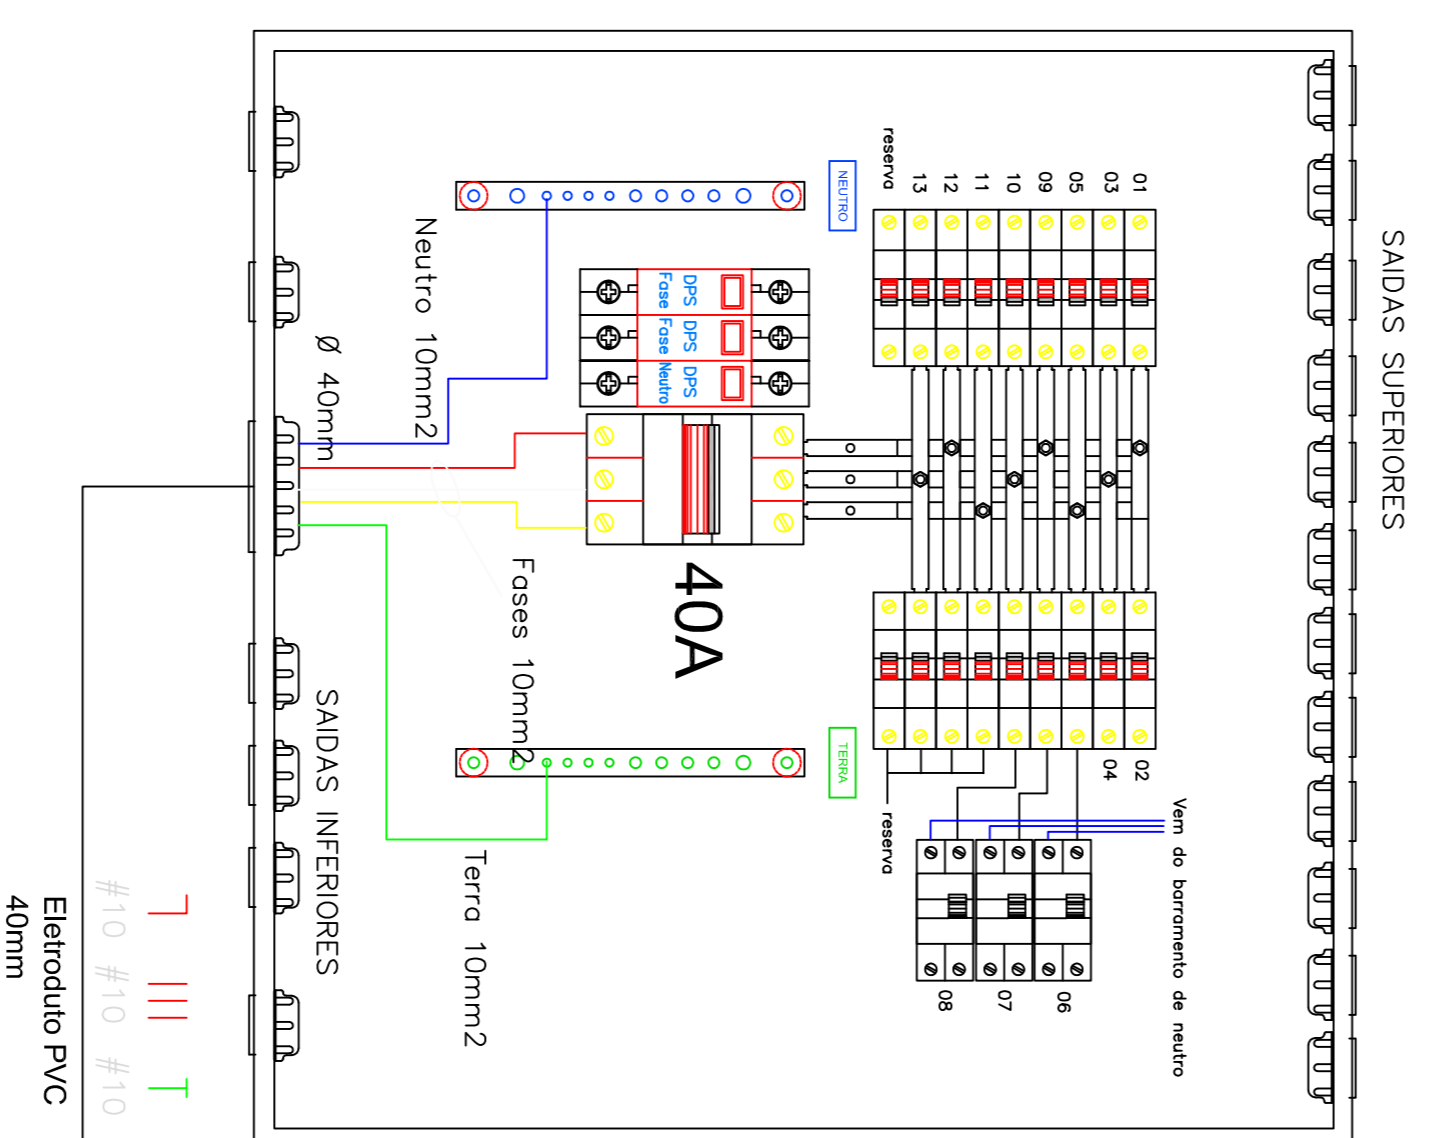 SAIDAS SUPERIORES
01
03
05
09
10
11
12
13
reserva
02
04
reserva
Vem do barramento de neutro
06
07
08
NEUTRO
TERRA
DPS
Fase
DPS
Fase
DPS
Neutro
40A
Fases 10mm2
Neutro 10mm2
Terra 10mm2
Ø 40mm
SAIDAS INFERIORES
#10
#10
#10
Eletroduto PVC
40mm